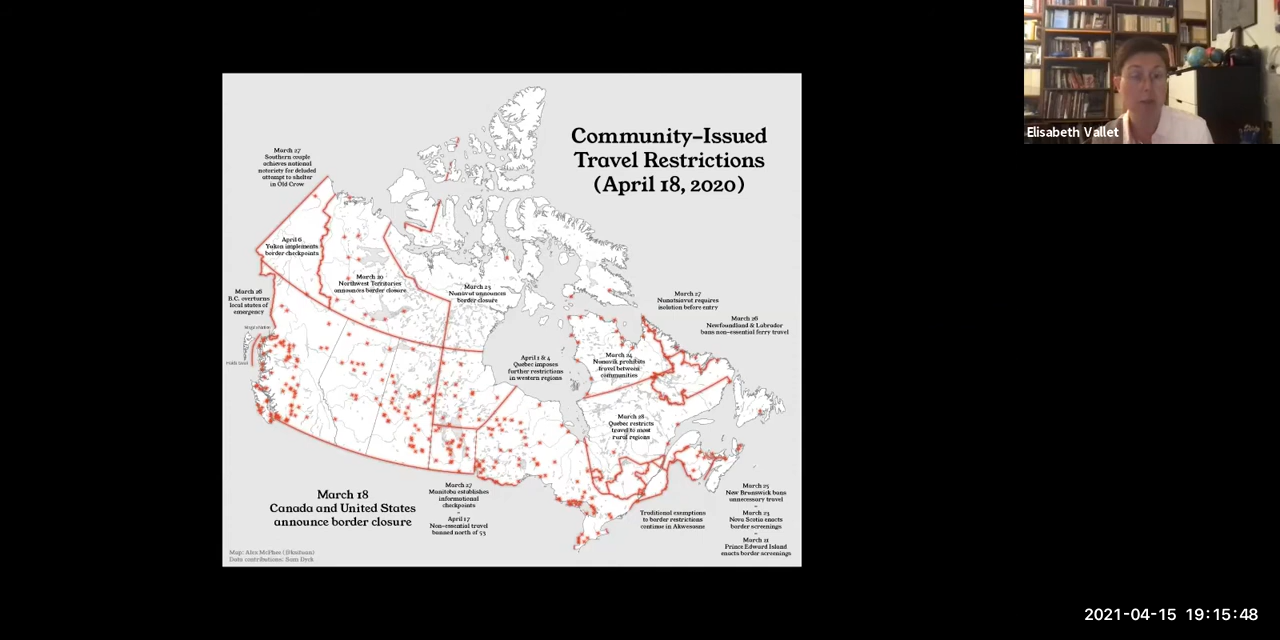 Elisabeth Vallet
Community-Issued
Travel Restrictions
(April 18, 2020)
March 27
Southern couple
achieves national
notoriety for deluded
attempt to shelter
in Old Crow
April 6
Yukon implements
border checkpoints
March 20
Northwest Territories
announces border closure
March 23
Nunavut announces
border closure
March 26
B.C. overturns
local states of
emergency
March 27
Nunatsiavut requires
isolation before entry
March 26
Newfoundland & Labrador
bans non-essential ferry travel
April 1 & 4
Quebec imposes
further restrictions
in western regions
March 24
Nunavik prohibits
travel between
communities
March 28
Quebec restricts
travel to most
rural regions
March 18
Canada and United States
announce border closure
March 27
Manitoba establishes
informational
checkpoints
-
April 17
Non-essential travel
banned north of 53
Traditional exemptions
to border restrictions
continue in Akwesasne
March 25
New Brunswick bans
unnecessary travel
-
March 23
Nova Scotia enacts
border screenings
-
March 21
Prince Edward Island
enacts border screenings
Map: Alex McPhee
Data contributions: Sam Dyck
2021-04-15 19:15:48